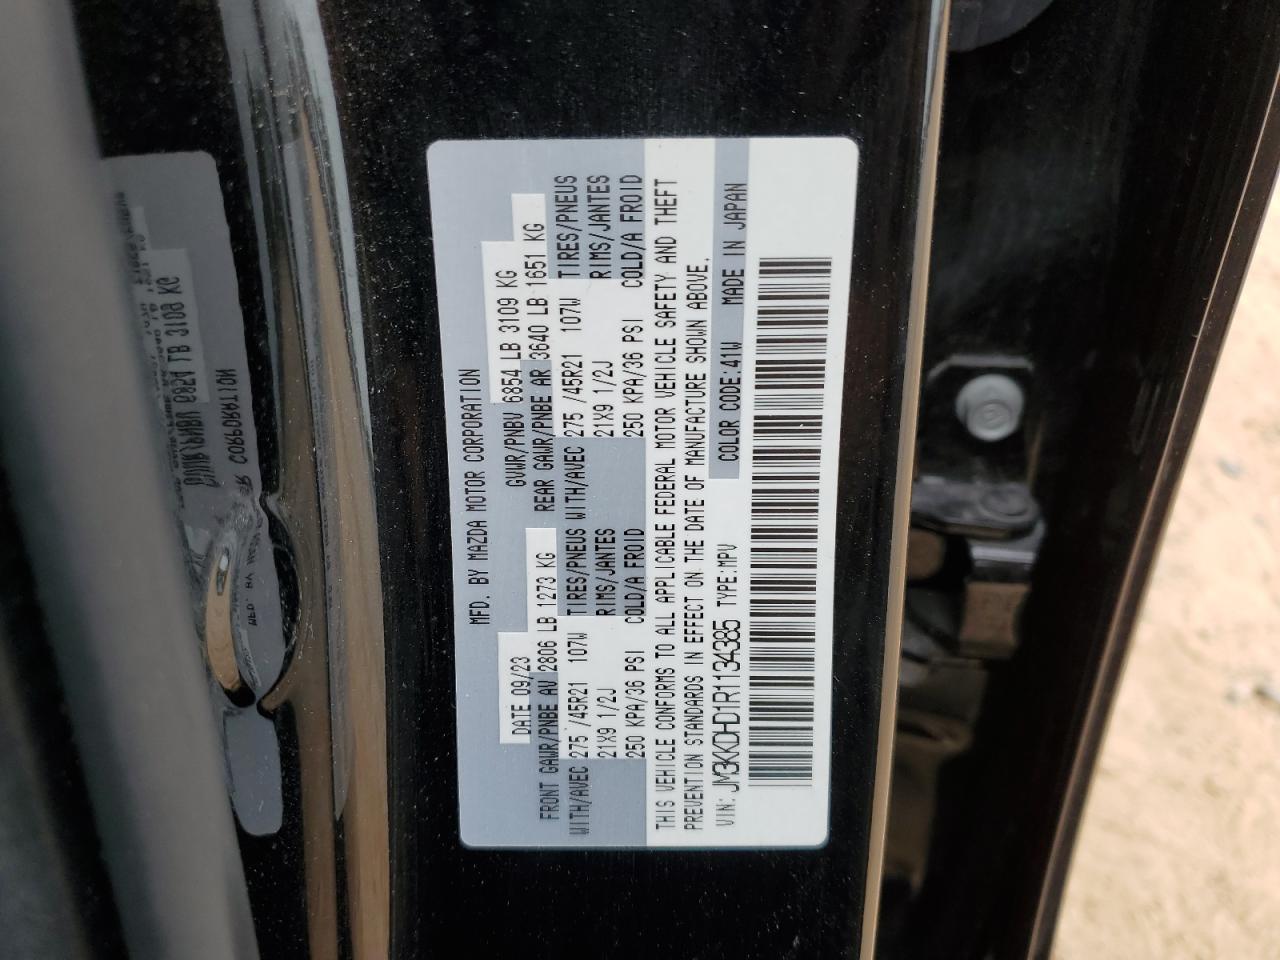 MFD. BY MAZDA MOTOR CORPORATION
DATE 09/23 GVWR/PNBV 6854 LB 3109 KG
FRONT GAWR/PNBE AV 2806 LB 1273 KG REAR GAWR/PNBE AR 3640 LB 1651 KG
WITH/AVEC 275 /45R21 107W TIRES/PNEUS WITH/AVEC 275 /45R21 107W TIRES/PNEUS
21X9 1/2J RIMS/JANTES 21X9 1/2J RIMS/JANTES
250 KPA/36 PSI COLD/A FROID 250 KPA/36 PSI COLD/A FROID
THIS VEHICLE CONFORMS TO ALL APPLICABLE FEDERAL MOTOR VEHICLE SAFETY AND THEFT
PREVENTION STANDARDS IN EFFECT ON THE DATE OF MANUFACTURE SHOWN ABOVE.
VIN: JM3KKDHD1R1134385 TYPE:MPV COLOR CODE:41W MADE IN JAPAN